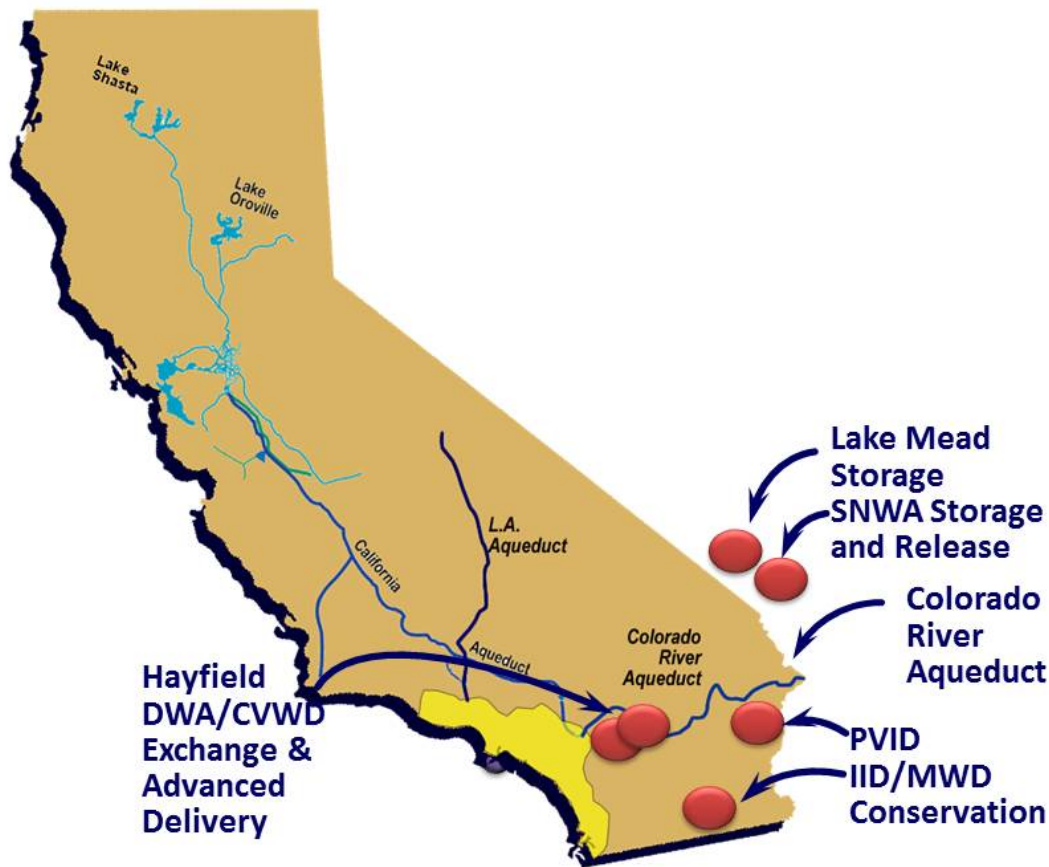 Lake
Shasta
Lake
Oroville
Lake Mead
Storage
SNWA Storage
and Release
L.A.
Aqueduct
California
Aqueduct
Colorado
River
Aqueduct
Colorado
River
Aqueduct
Hayfield
DWA/CVWD
Exchange &
Advanced
Delivery
PVID
IID/MWD
Conservation